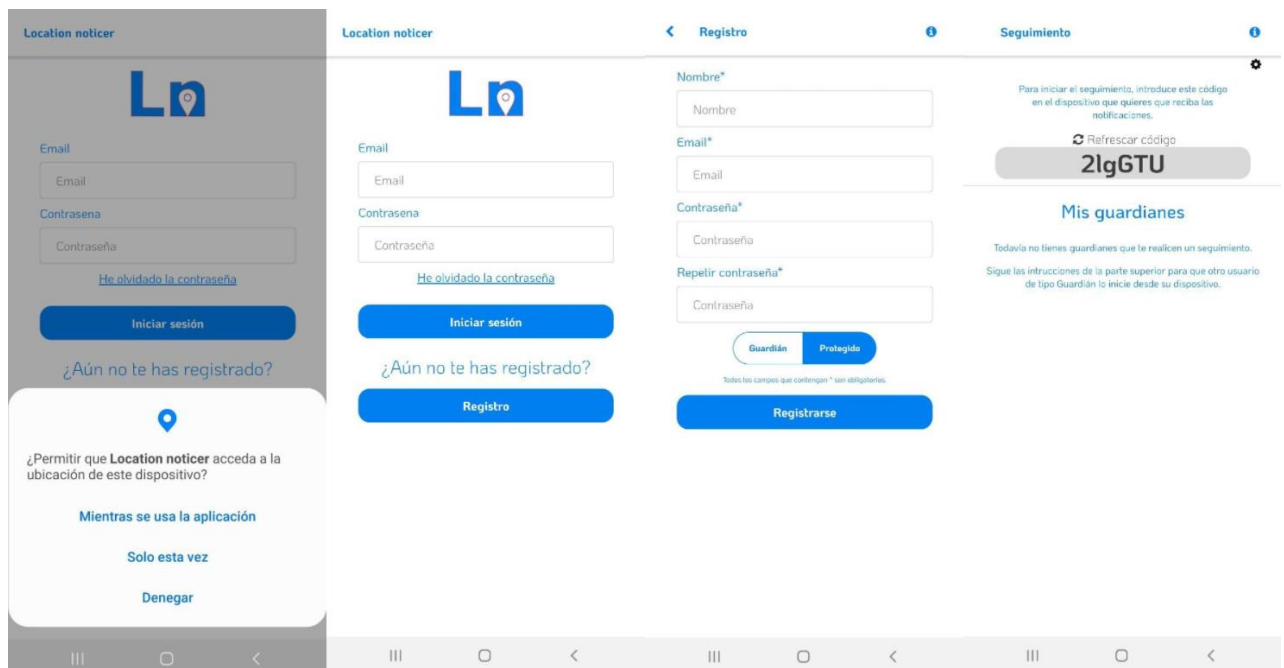 Location noticer
Ln
Email
Email
Contrasena
Contraseña
He olvidado la contraseña
Iniciar sesión
¿Aún no te has registrado?
¿Permitir que Location noticer acceda a la
ubicación de este dispositivo?
Mientras se usa la aplicación
Solo esta vez
Denegar
Location noticer
Ln
Email
Email
Contrasena
Contraseña
He olvidado la contraseña
Iniciar sesión
¿Aún no te has registrado?
Registro
Registro
Nombre*
Nombre
Email*
Email
Contraseña*
Contraseña
Repetir contraseña*
Contraseña
Guardián Protegido
Todos los campos que contengan * son obligatorios.
Registrarse
Seguimiento
Para iniciar el seguimiento, introduce este código
en el dispositivo que quieres que reciba las
notificaciones.
Refrescar código
2lgGTU
Mis guardianes
Todavía no tienes guardianes que te realicen un seguimiento.
Sigue las intrucciones de la parte superior para que otro usuario
de tipo Guardián lo inicie desde su dispositivo.